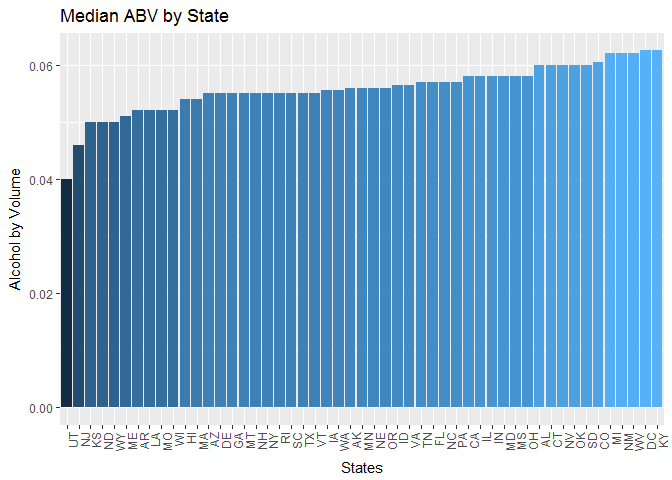 Median ABV by State
Alcohol by Volume
0.06
0.04
0.02
0.00
UT
NJ
KS
ND
WY
ME
AR
LA
MO
WI
HI
MA
AZ
DE
GA
MT
NH
NY
RI
SC
TX
VT
IA
WA
AK
MN
NE
OR
ID
VA
TN
FL
NC
PA
CA
IL
IN
MD
MS
OH
AL
CT
NV
OK
SD
CO
MI
NM
WV
DC
KY
States